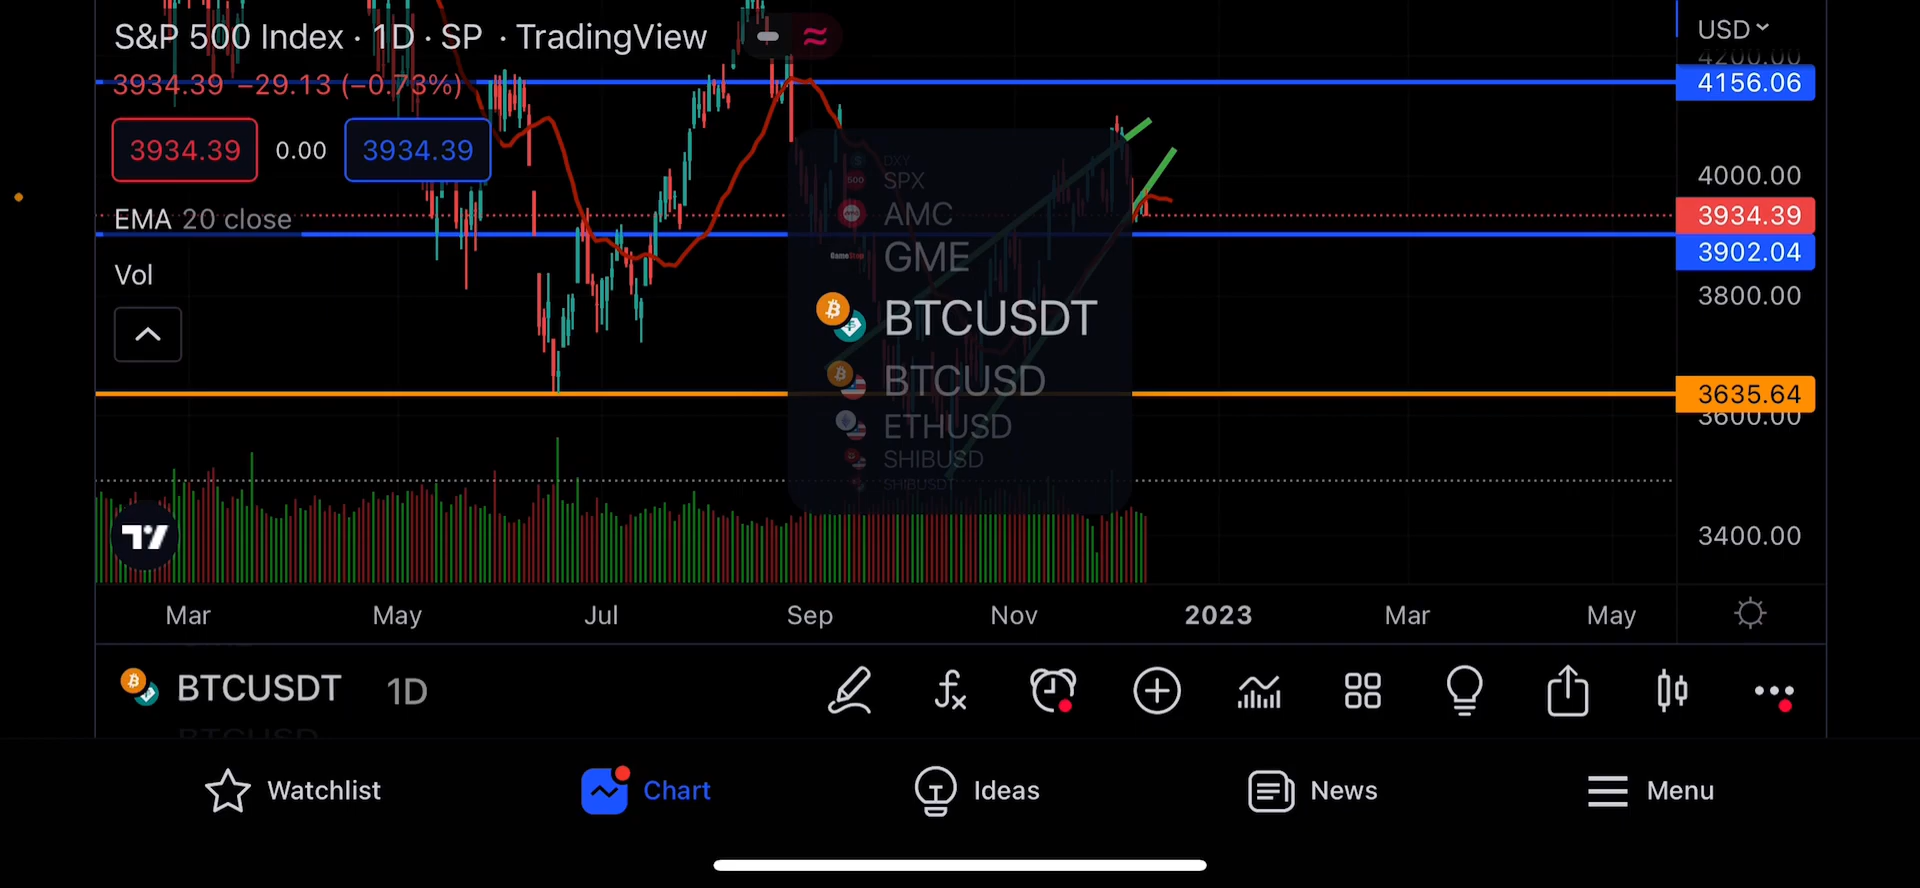 S&P 500 Index · 1D · SP · TradingView
USD
4200.00
3934.39 −29.13 (−0.73%)
4156.06
3934.39 0.00 3934.39
DXY
500 SPX
4000.00
AMC
3934.39
EMA 20 close
GameStop GME
3902.04
Vol
3800.00
BTCUSDT
BTCUSD
3635.64
3600.00
ETHUSD
SHIBUSD
SHIBUSDT
3400.00
Mar May Jul Sep Nov 2023 Mar May
BTCUSDT 1D
BTCUSD
Watchlist Chart Ideas News Menu